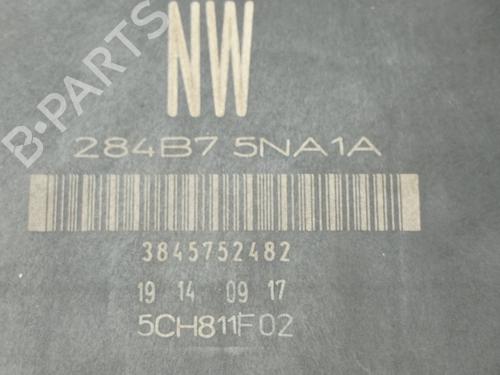 NW
284B7 5NA1A
3845752482
19 14 09 17
5CH811F02
B-PARTS